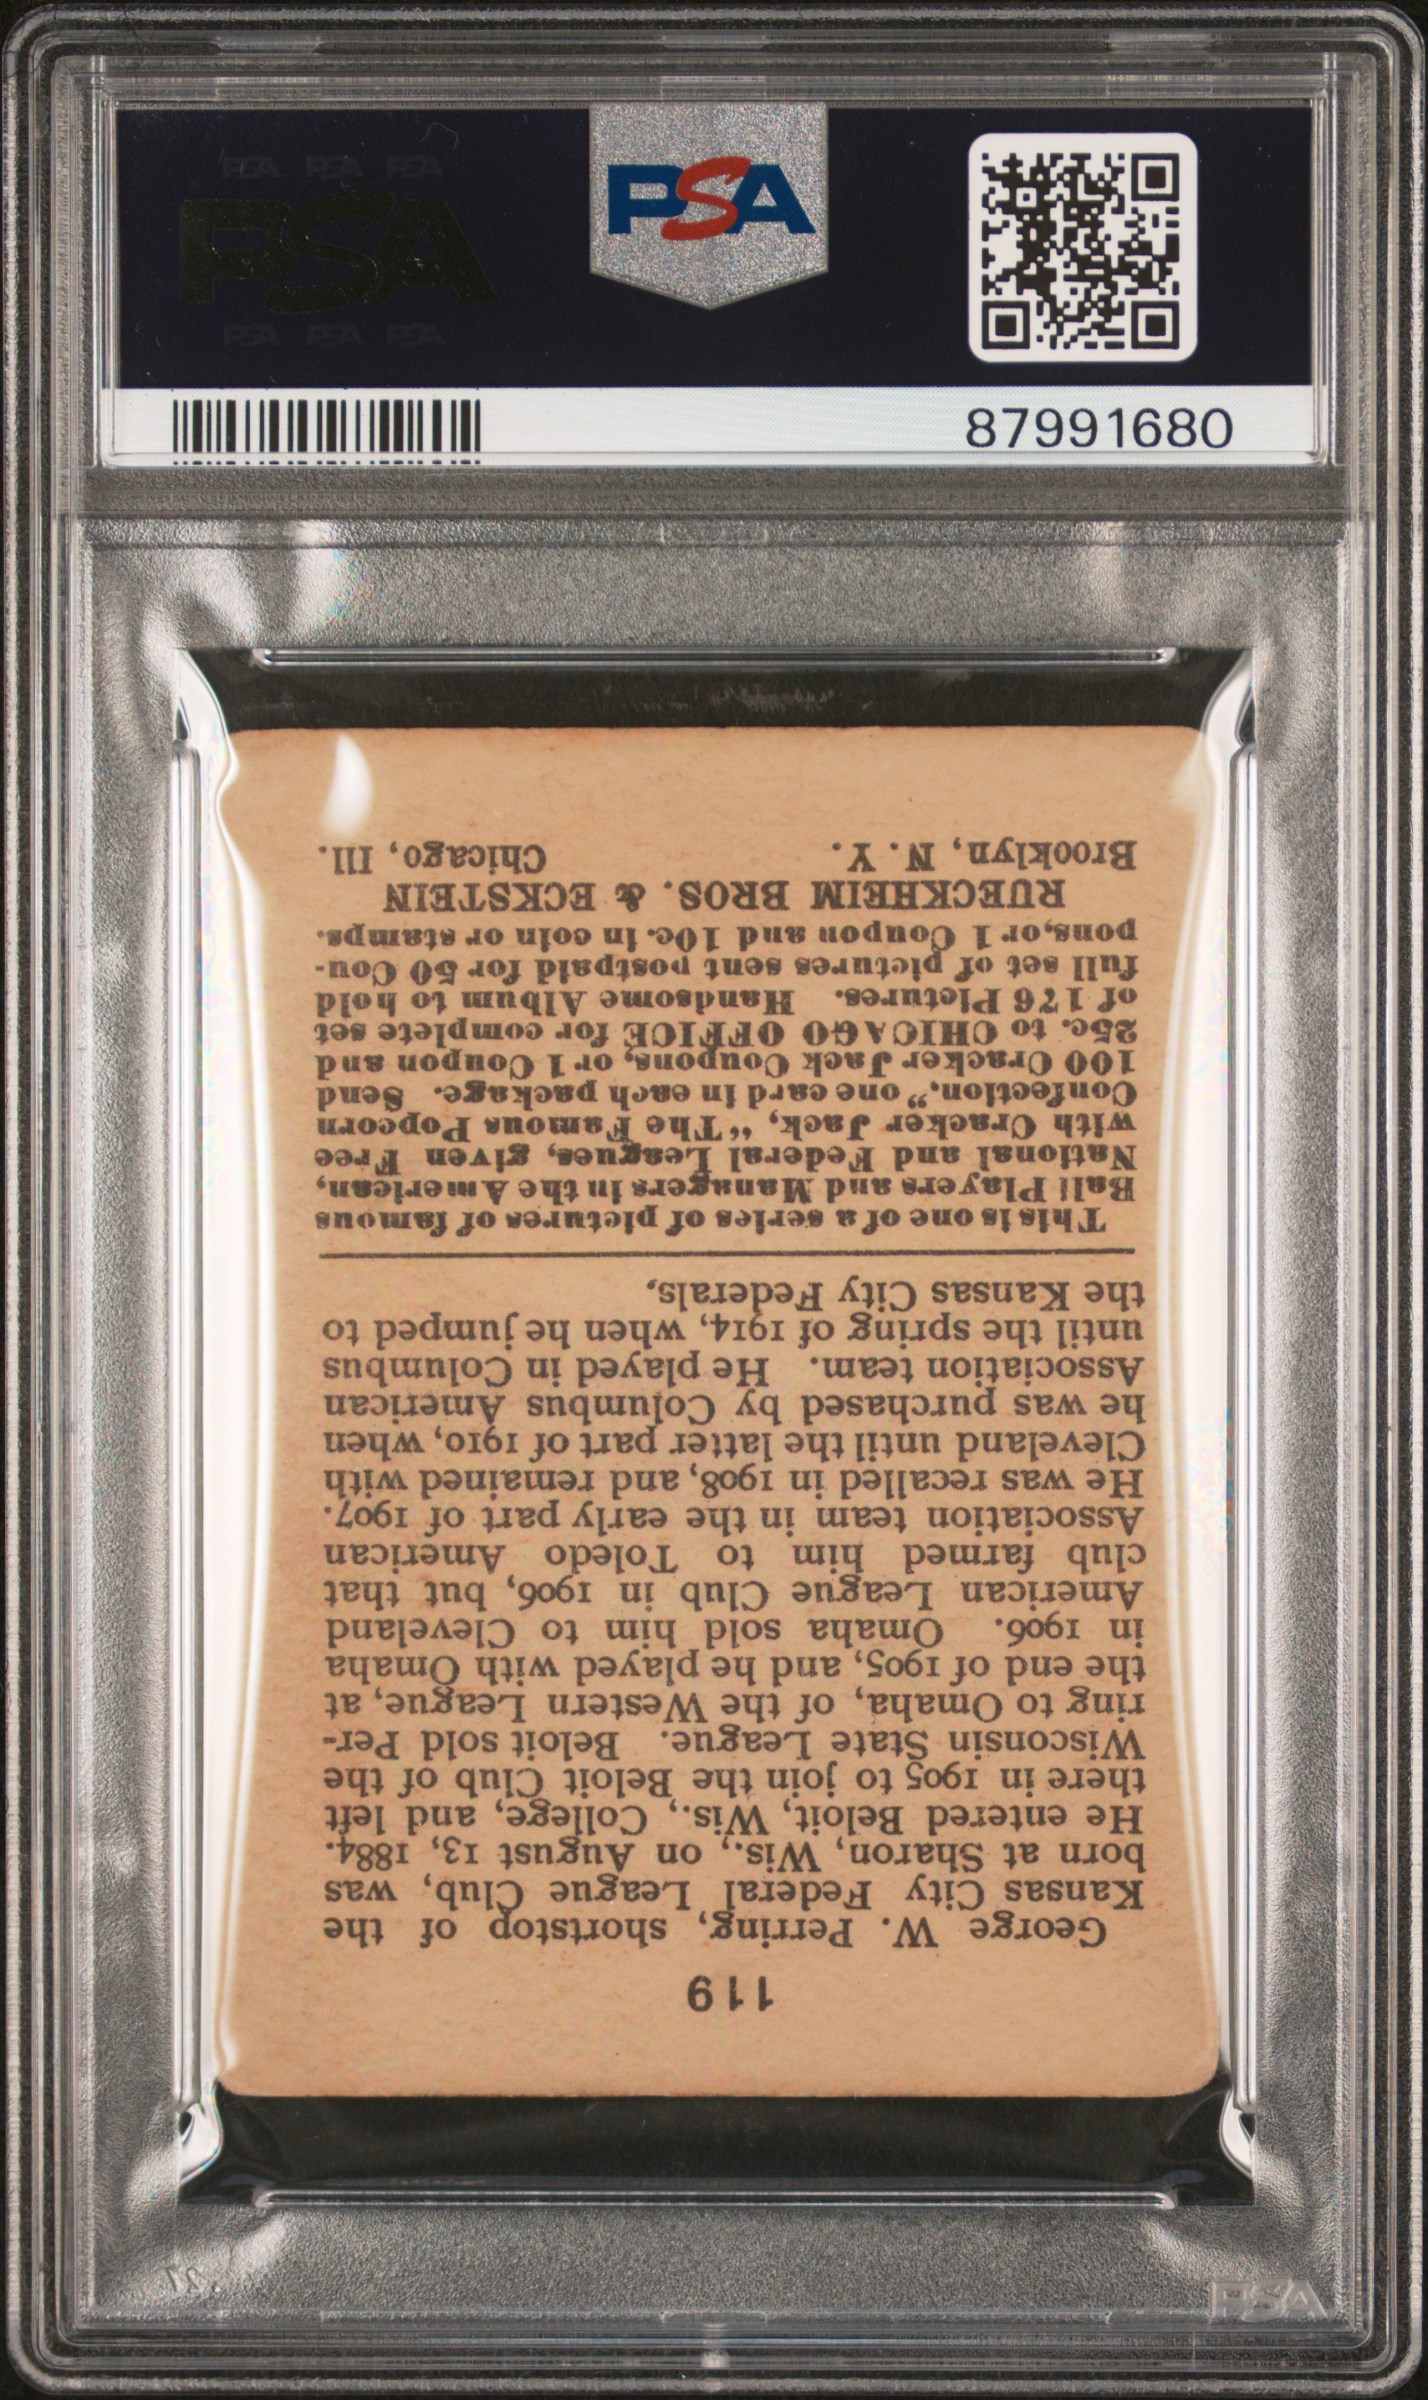 PSA PSA PSA
PSA
PSA PSA PSA
PSA
87991680
119
George W. Perring, shortstop of the
Kansas City Federal League Club, was
born at Sharon, Wis., on August 13, 1884.
He entered Beloit, Wis., College, and left
there in 1905 to join the Beloit Club of the
Wisconsin State League. Beloit sold Per-
ring to Omaha, of the Western League, at
the end of 1905, and he played with Omaha
in 1906. Omaha sold him to Cleveland
American League Club in 1906, but that
club farmed him to Toledo American
Association team in the early part of 1907.
He was recalled in 1908, and remained with
Cleveland until the latter part of 1910, when
he was purchased by Columbus American
Association team. He played in Columbus
until the spring of 1914, when he jumped to
the Kansas City Federals.
This is one of a series of pictures of famous
Ball Players and Managers in the American,
National and Federal Leagues, given Free
with Cracker Jack, “The Famous Popcorn
Confection,” one card in each package. Send
100 Cracker Jack Coupons, or 1 Coupon and
25c. to CHICAGO OFFICE for complete set
of 176 Pictures. Handsome Album to hold
full set of pictures sent postpaid for 50 Cou-
pons, or 1 Coupon and 10c. in coin or stamps.
RUECKHEIM BROS. & ECKSTEIN
Brooklyn, N. Y. Chicago, Ill.
PSA